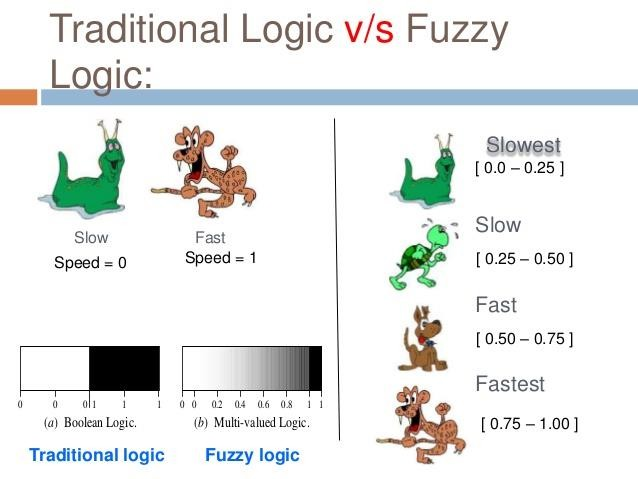 Traditional Logic v/s Fuzzy
Logic:
Slow
Speed = 0
Fast
Speed = 1
0 0 0 1 1 1
(a) Boolean Logic.
Traditional logic
0 0 0.2 0.4 0.6 0.8 1 1
(b) Multi-valued Logic.
Fuzzy logic
Slowest
[ 0.0 – 0.25 ]
Slow
[ 0.25 – 0.50 ]
Fast
[ 0.50 – 0.75 ]
Fastest
[ 0.75 – 1.00 ]